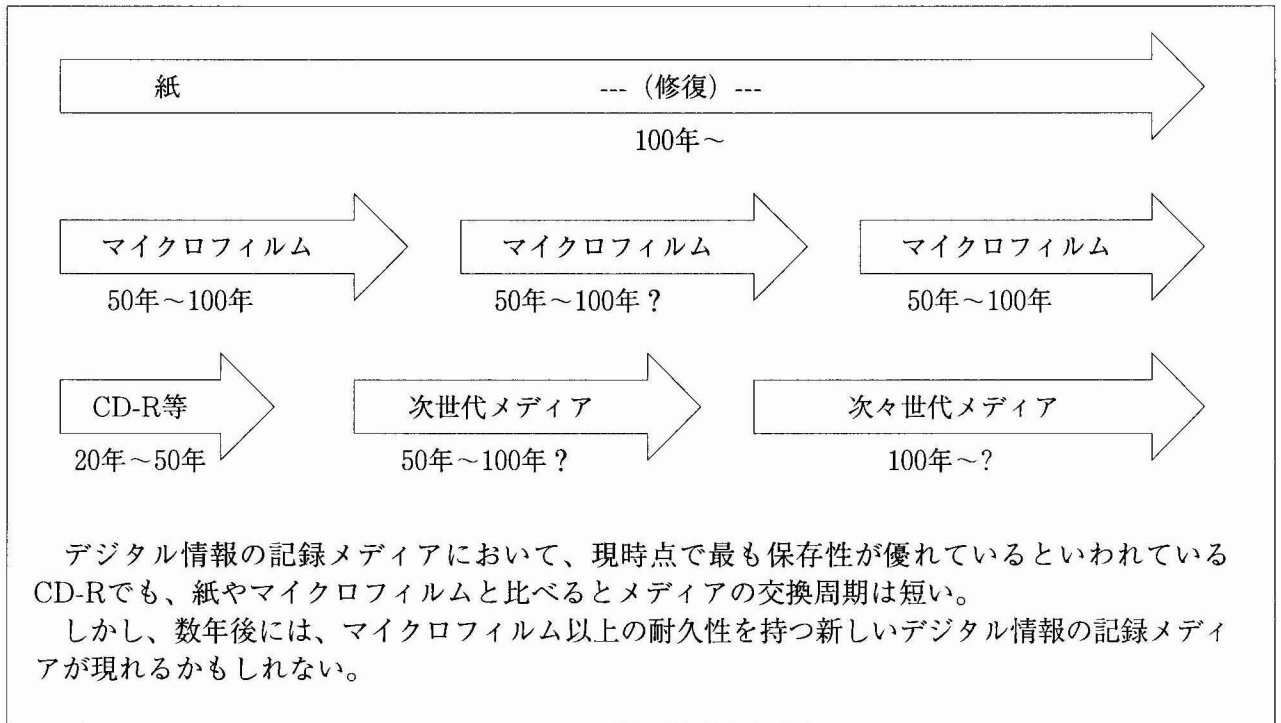 紙 --- (修復) ---
100年～
マイクロフィルム マイクロフィルム マイクロフィルム
50年～100年 50年～100年？ 50年～100年
CD-R等 次世代メディア 次々世代メディア
20年～50年 50年～100年？ 100年～?
デジタル情報の記録メディアにおいて、現時点で最も保存性が優れているといわれている
CD-Rでも、紙やマイクロフィルムと比べるとメディアの交換周期は短い。
しかし、数年後には、マイクロフィルム以上の耐久性を持つ新しいデジタル情報の記録メディ
アが現れるかもしれない。